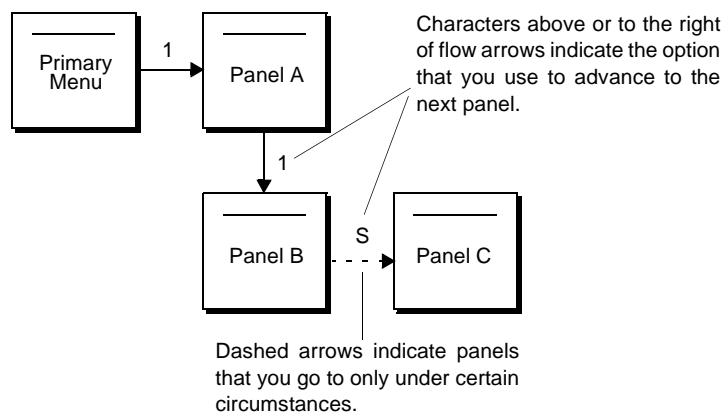 Characters above or to the right
of flow arrows indicate the option
that you use to advance to the
next panel.
Primary
Menu
1
Panel A
1
Panel B
S
Panel C
Dashed arrows indicate panels
that you go to only under certain
circumstances.